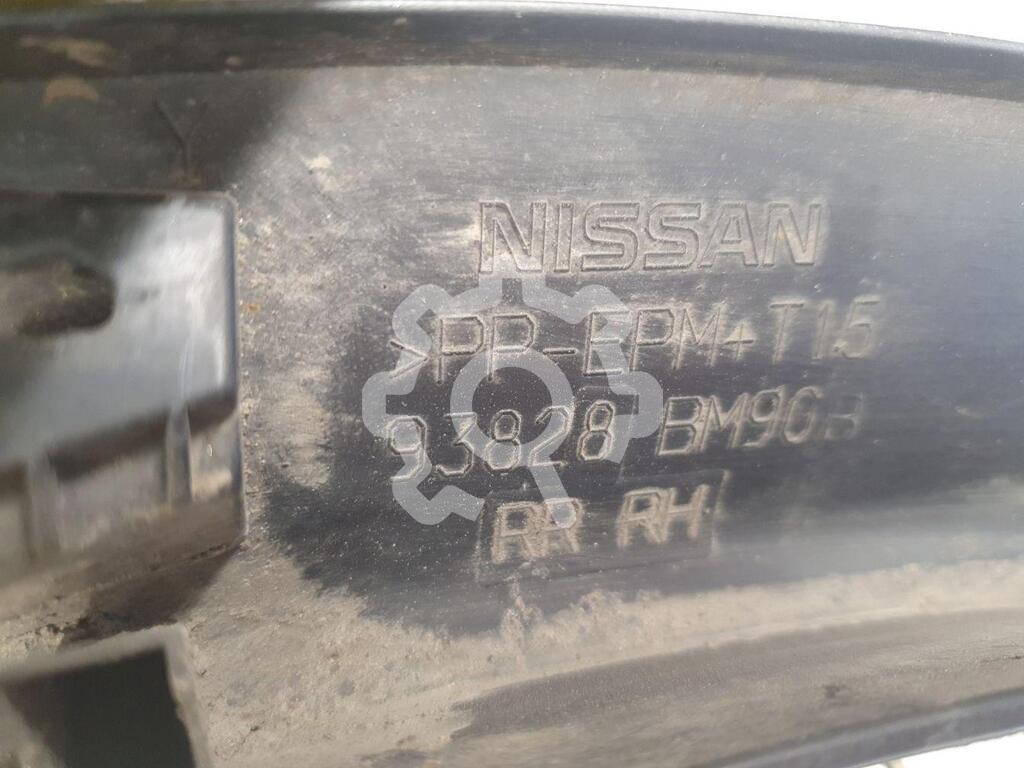 NISSAN
>PP-EPM+T15
93828 BM90B
RR RH